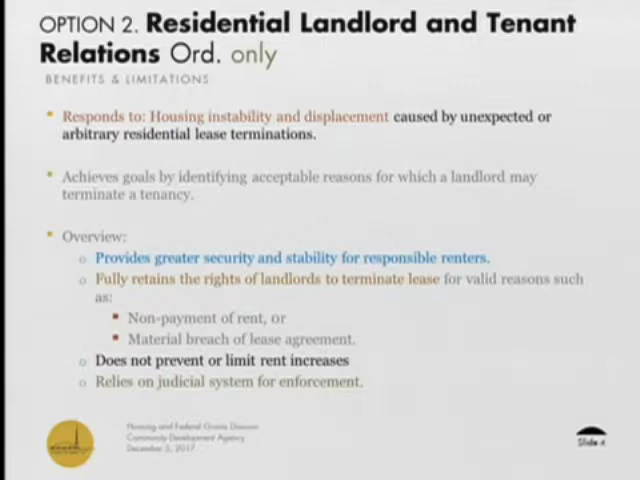 OPTION 2. Residential Landlord and Tenant
Relations Ord. only
BENEFITS & LIMITATIONS
Responds to: Housing instability and displacement caused by unexpected or
arbitrary residential lease terminations.
Achieves goals by identifying acceptable reasons for which a landlord may
terminate a tenancy.
Overview:
Provides greater security and stability for responsible renters.
Fully retains the rights of landlords to terminate lease for valid reasons such
as:
Non-payment of rent, or
Material breach of lease agreement.
Does not prevent or limit rent increases
Relies on judicial system for enforcement.
Housing and Federal Grants Division
Community Development Agency
December 5, 2017
Slide 4